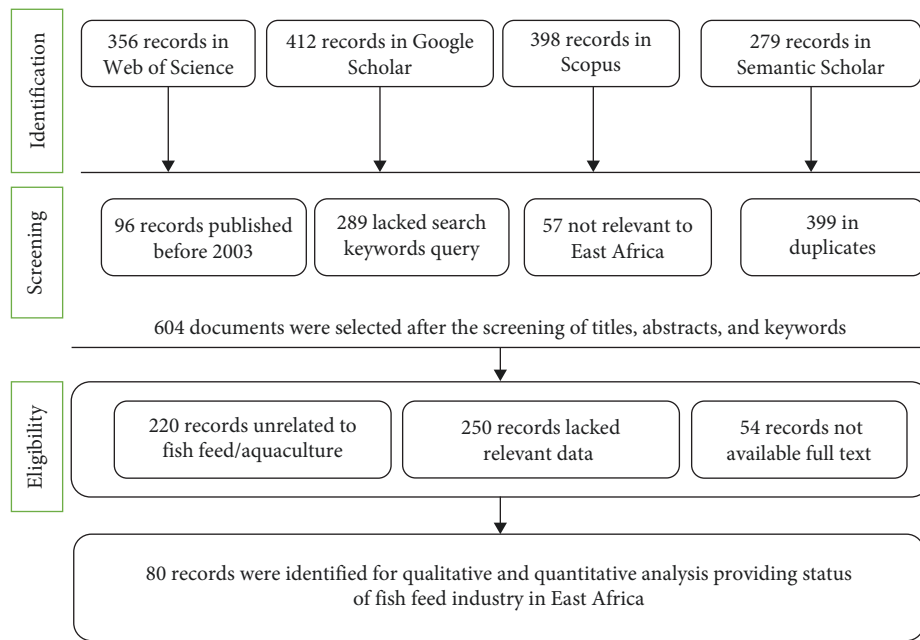 Identification
356 records in
Web of Science
412 records in Google
Scholar
398 records in
Scopus
279 records in
Semantic Scholar
Screening
96 records published
before 2003
289 lacked search
keywords query
57 not relevant to
East Africa
399 in
duplicates
604 documents were selected after the screening of titles, abstracts, and keywords
Eligibility
220 records unrelated to
fish feed/aquaculture
250 records lacked
relevant data
54 records not
available full text
80 records were identified for qualitative and quantitative analysis providing status
of fish feed industry in East Africa